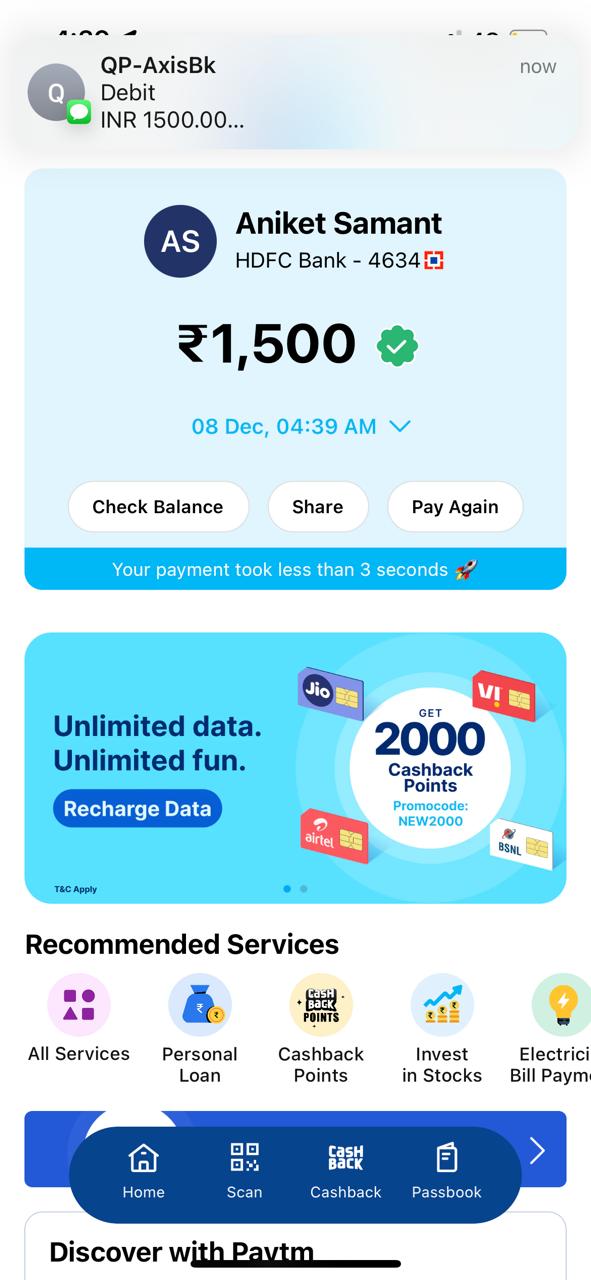 QP-AxisBk
now
Debit
INR 1500.00...
Q
AS
Aniket Samant
HDFC Bank - 4634
₹1,500
08 Dec, 04:39 AM
Check Balance
Share
Pay Again
Your payment took less than 3 seconds 🚀
Unlimited data.
Unlimited fun.
Recharge Data
T&C Apply
Jio
VI
GET
2000
Cashback
Points
Promocode:
NEW2000
airtel
BSNL
Recommended Services
CASH
BACK
POINTS
All Services
Personal
Loan
Cashback
Points
Invest
in Stocks
Electrici
Bill Payme
CASH
BACK
Home
Scan
Cashback
Passbook
Discover with Paytm